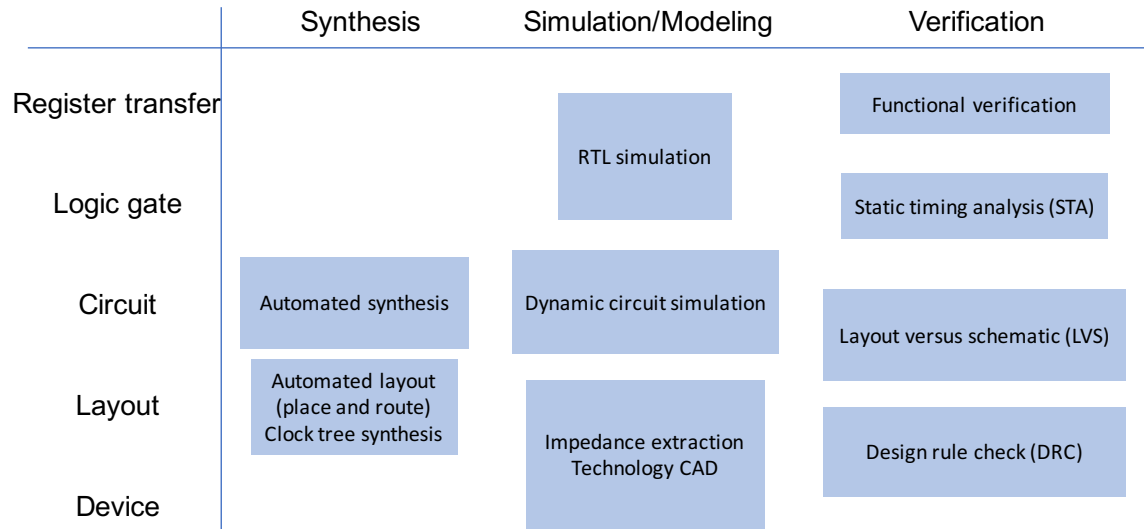 Synthesis
Simulation/Modeling
Verification
Register transfer
Functional verification
RTL simulation
Logic gate
Static timing analysis (STA)
Circuit
Automated synthesis
Dynamic circuit simulation
Layout versus schematic (LVS)
Layout
Automated layout
(place and route)
Clock tree synthesis
Impedance extraction
Technology CAD
Design rule check (DRC)
Device